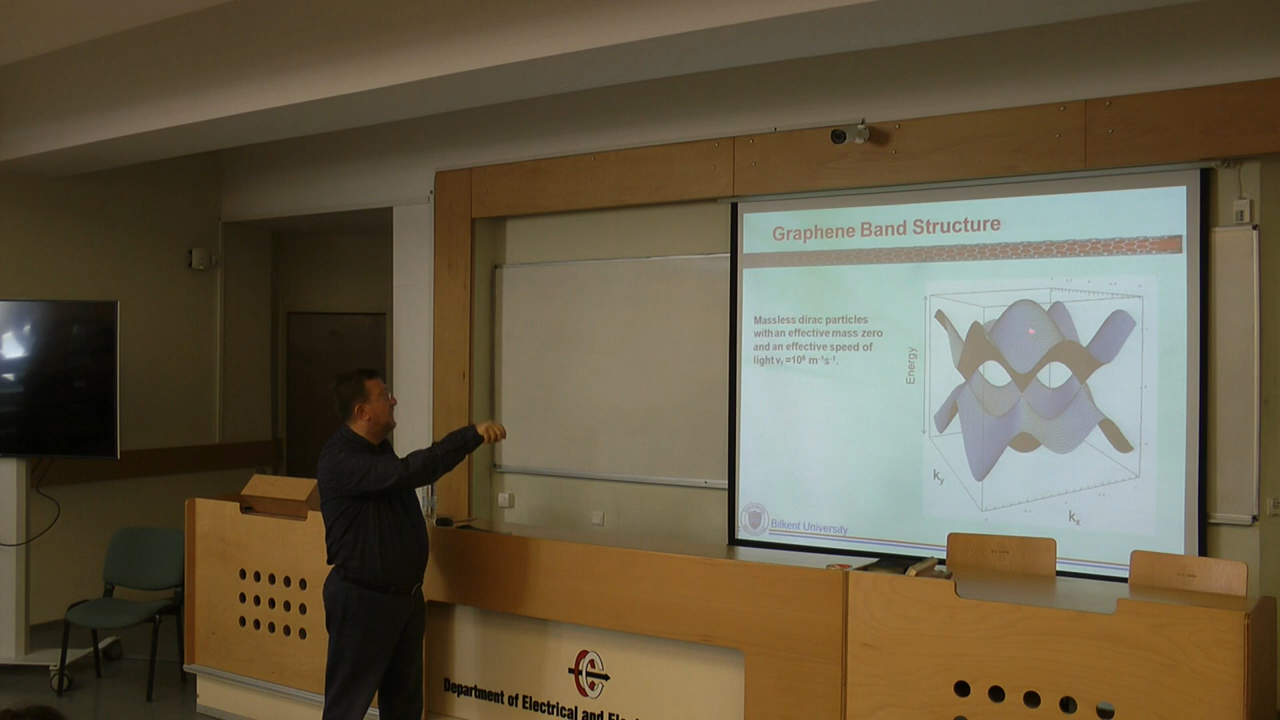 Graphene Band Structure
Massless dirac particles
with an effective mass zero
and an effective speed of
light vf =10⁶ m⁻¹s⁻¹.
Energy
ky
kx
Bilkent University
Department of Electrical and